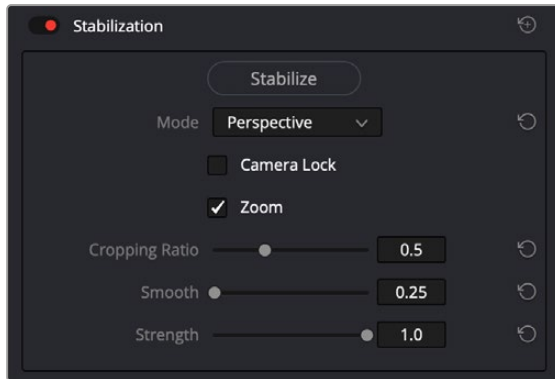 Stabilization
Stabilize
Mode Perspective
Camera Lock
Zoom
Cropping Ratio 0.5
Smooth 0.25
Strength 1.0